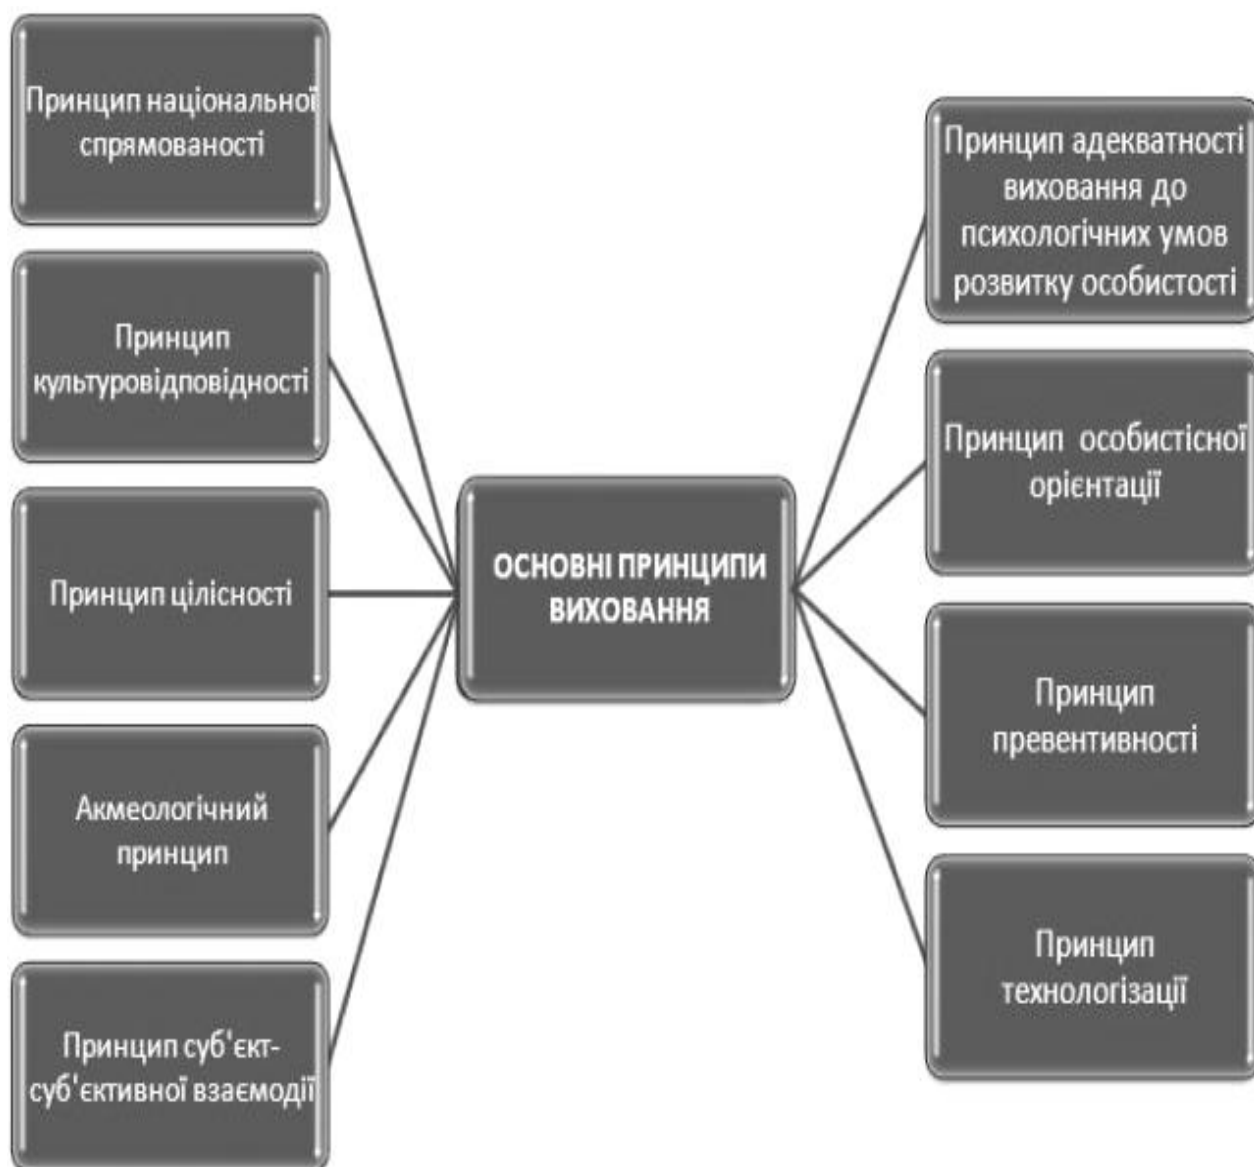 Принцип національної
спрямованості
Принцип
культуровідповідності
Принцип цілісності
Акмеологічний
принцип
Принцип суб'єкт-
суб'єктивної взаємодії
ОСНОВНІ ПРИНЦИПИ
ВИХОВАННЯ
Принцип адекватності
виховання до
психологічних умов
розвитку особистості
Принцип особистісної
орієнтації
Принцип
превентивності
Принцип
технологізації